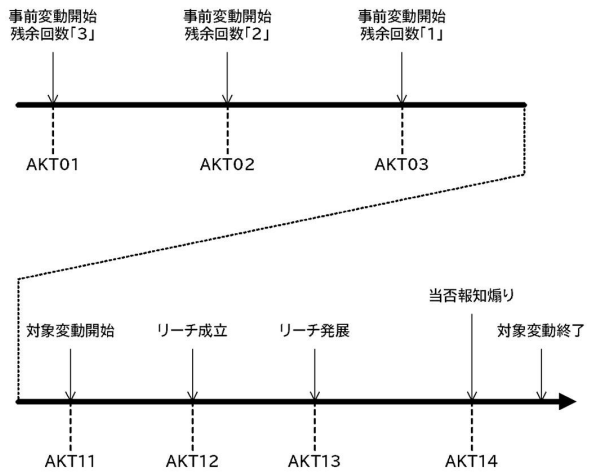 事前変動開始
残余回数「3」
事前変動開始
残余回数「2」
事前変動開始
残余回数「1」
AKT01
AKT02
AKT03
当否報知煽り
対象変動開始
リーチ成立
リーチ発展
対象変動終了
AKT11
AKT12
AKT13
AKT14